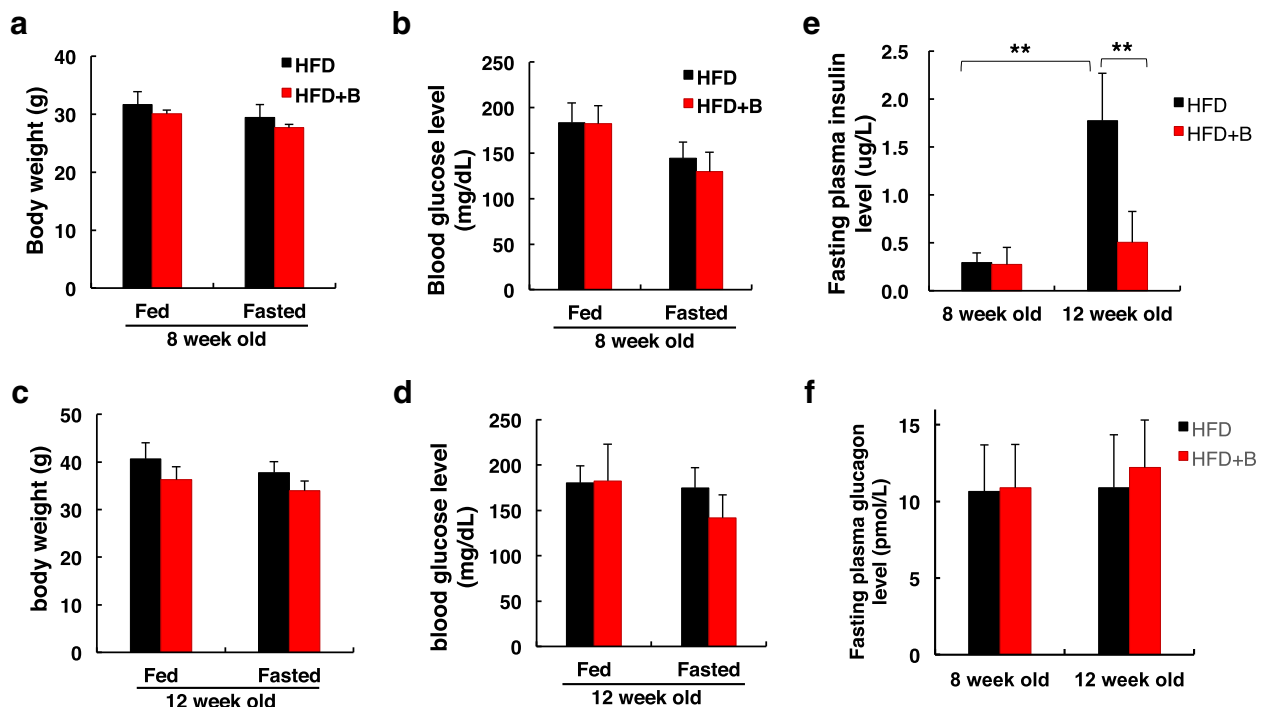 a
40
30
20
10
0
Body weight (g)
HFD
HFD+B
Fed Fasted
8 week old
b
250
200
150
100
50
0
Blood glucose level
(mg/dL)
HFD
HFD+B
Fed Fasted
8 week old
e
2.5
2.0
1.5
1.0
0.5
0.0
Fasting plasma insulin
level (ug/L)
** **
HFD
HFD+B
8 week old 12 week old
c
50
40
30
20
10
0
body weight (g)
Fed Fasted
12 week old
d
250
200
150
100
50
0
blood glucose level
(mg/dL)
Fed Fasted
12 week old
f
15
10
5
0
Fasting plasma glucagon
level (pmol/L)
HFD
HFD+B
8 week old 12 week old